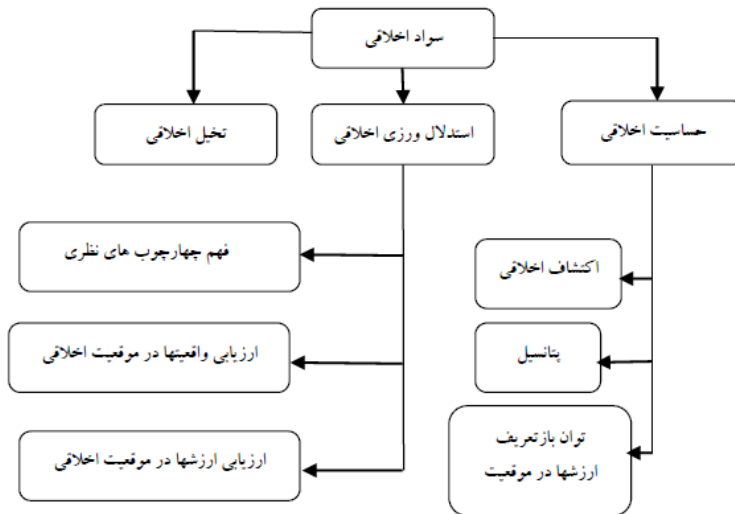 سواد اخلاقی
حساسیت اخلاقی
استدلال ورزی اخلاقی
تخیل اخلاقی
اکتشاف اخلاقی
پتانسیل
توان بازتعریف
ارزشها در موقعیت
فهم چهارچوب های نظری
ارزیابی واقعیتها در موقعیت اخلاقی
ارزیابی ارزشها در موقعیت اخلاقی